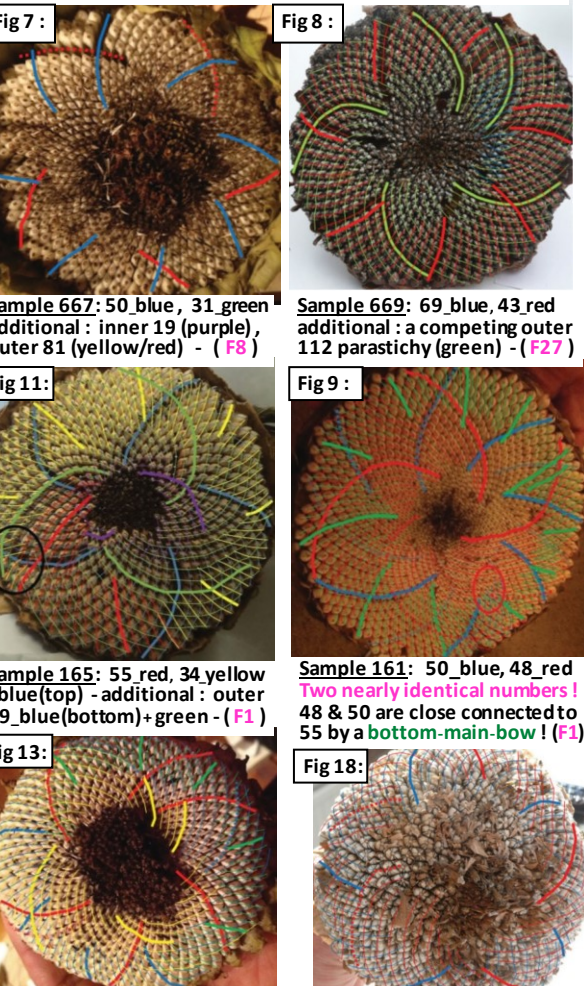 Fig 7 :
ample 667: 50_blue , 31_green
dditional : inner 19 (purple) ,
uter 81 (yellow/red) - ( F8 )
Fig 8 :
Sample 669: 69_blue, 43_red
additional : a competing outer
112 parastichy (green) - ( F27 )
ig 11:
ample 165: 55_red, 34_yellow
blue(top) - additional : outer
9_blue(bottom)+green - ( F1 )
Fig 9 :
Sample 161: 50_blue, 48_red
Two nearly identical numbers !
48 & 50 are close connected to
55 by a bottom-main-bow ! (F1)
ig 13:
Fig 18: